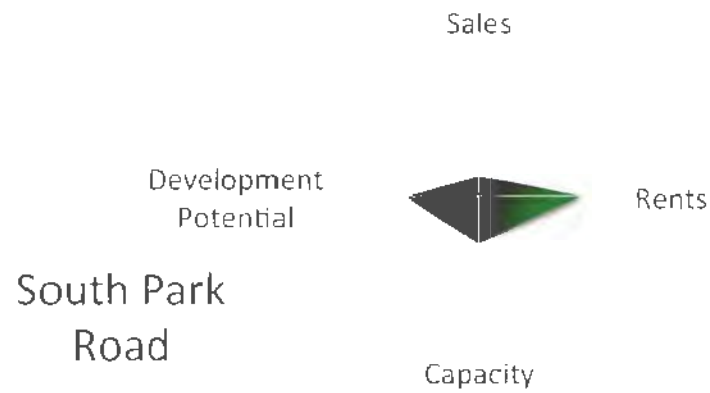 Sales
Development
Potential
Rents
South Park
Road
Capacity